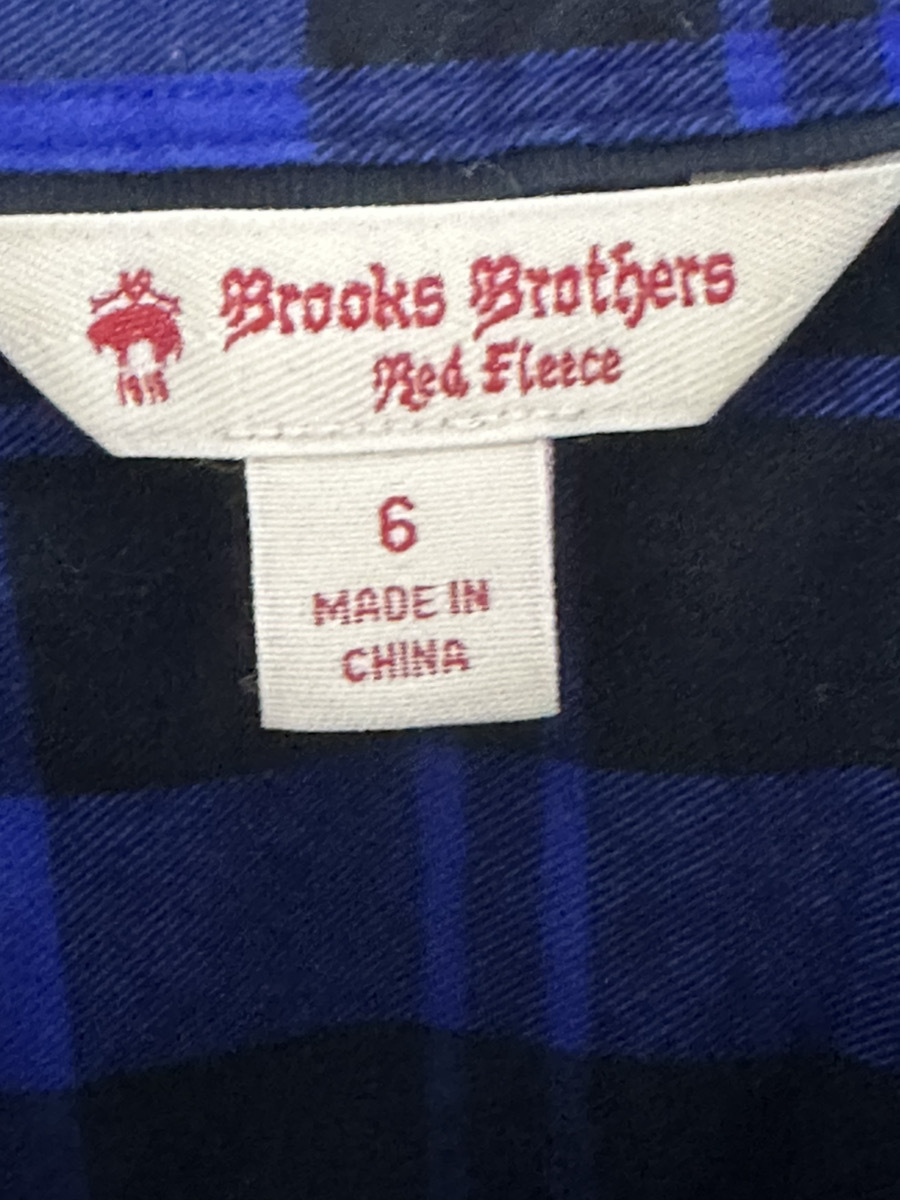 Brooks Brothers
Red Fleece
6
MADE IN
CHINA